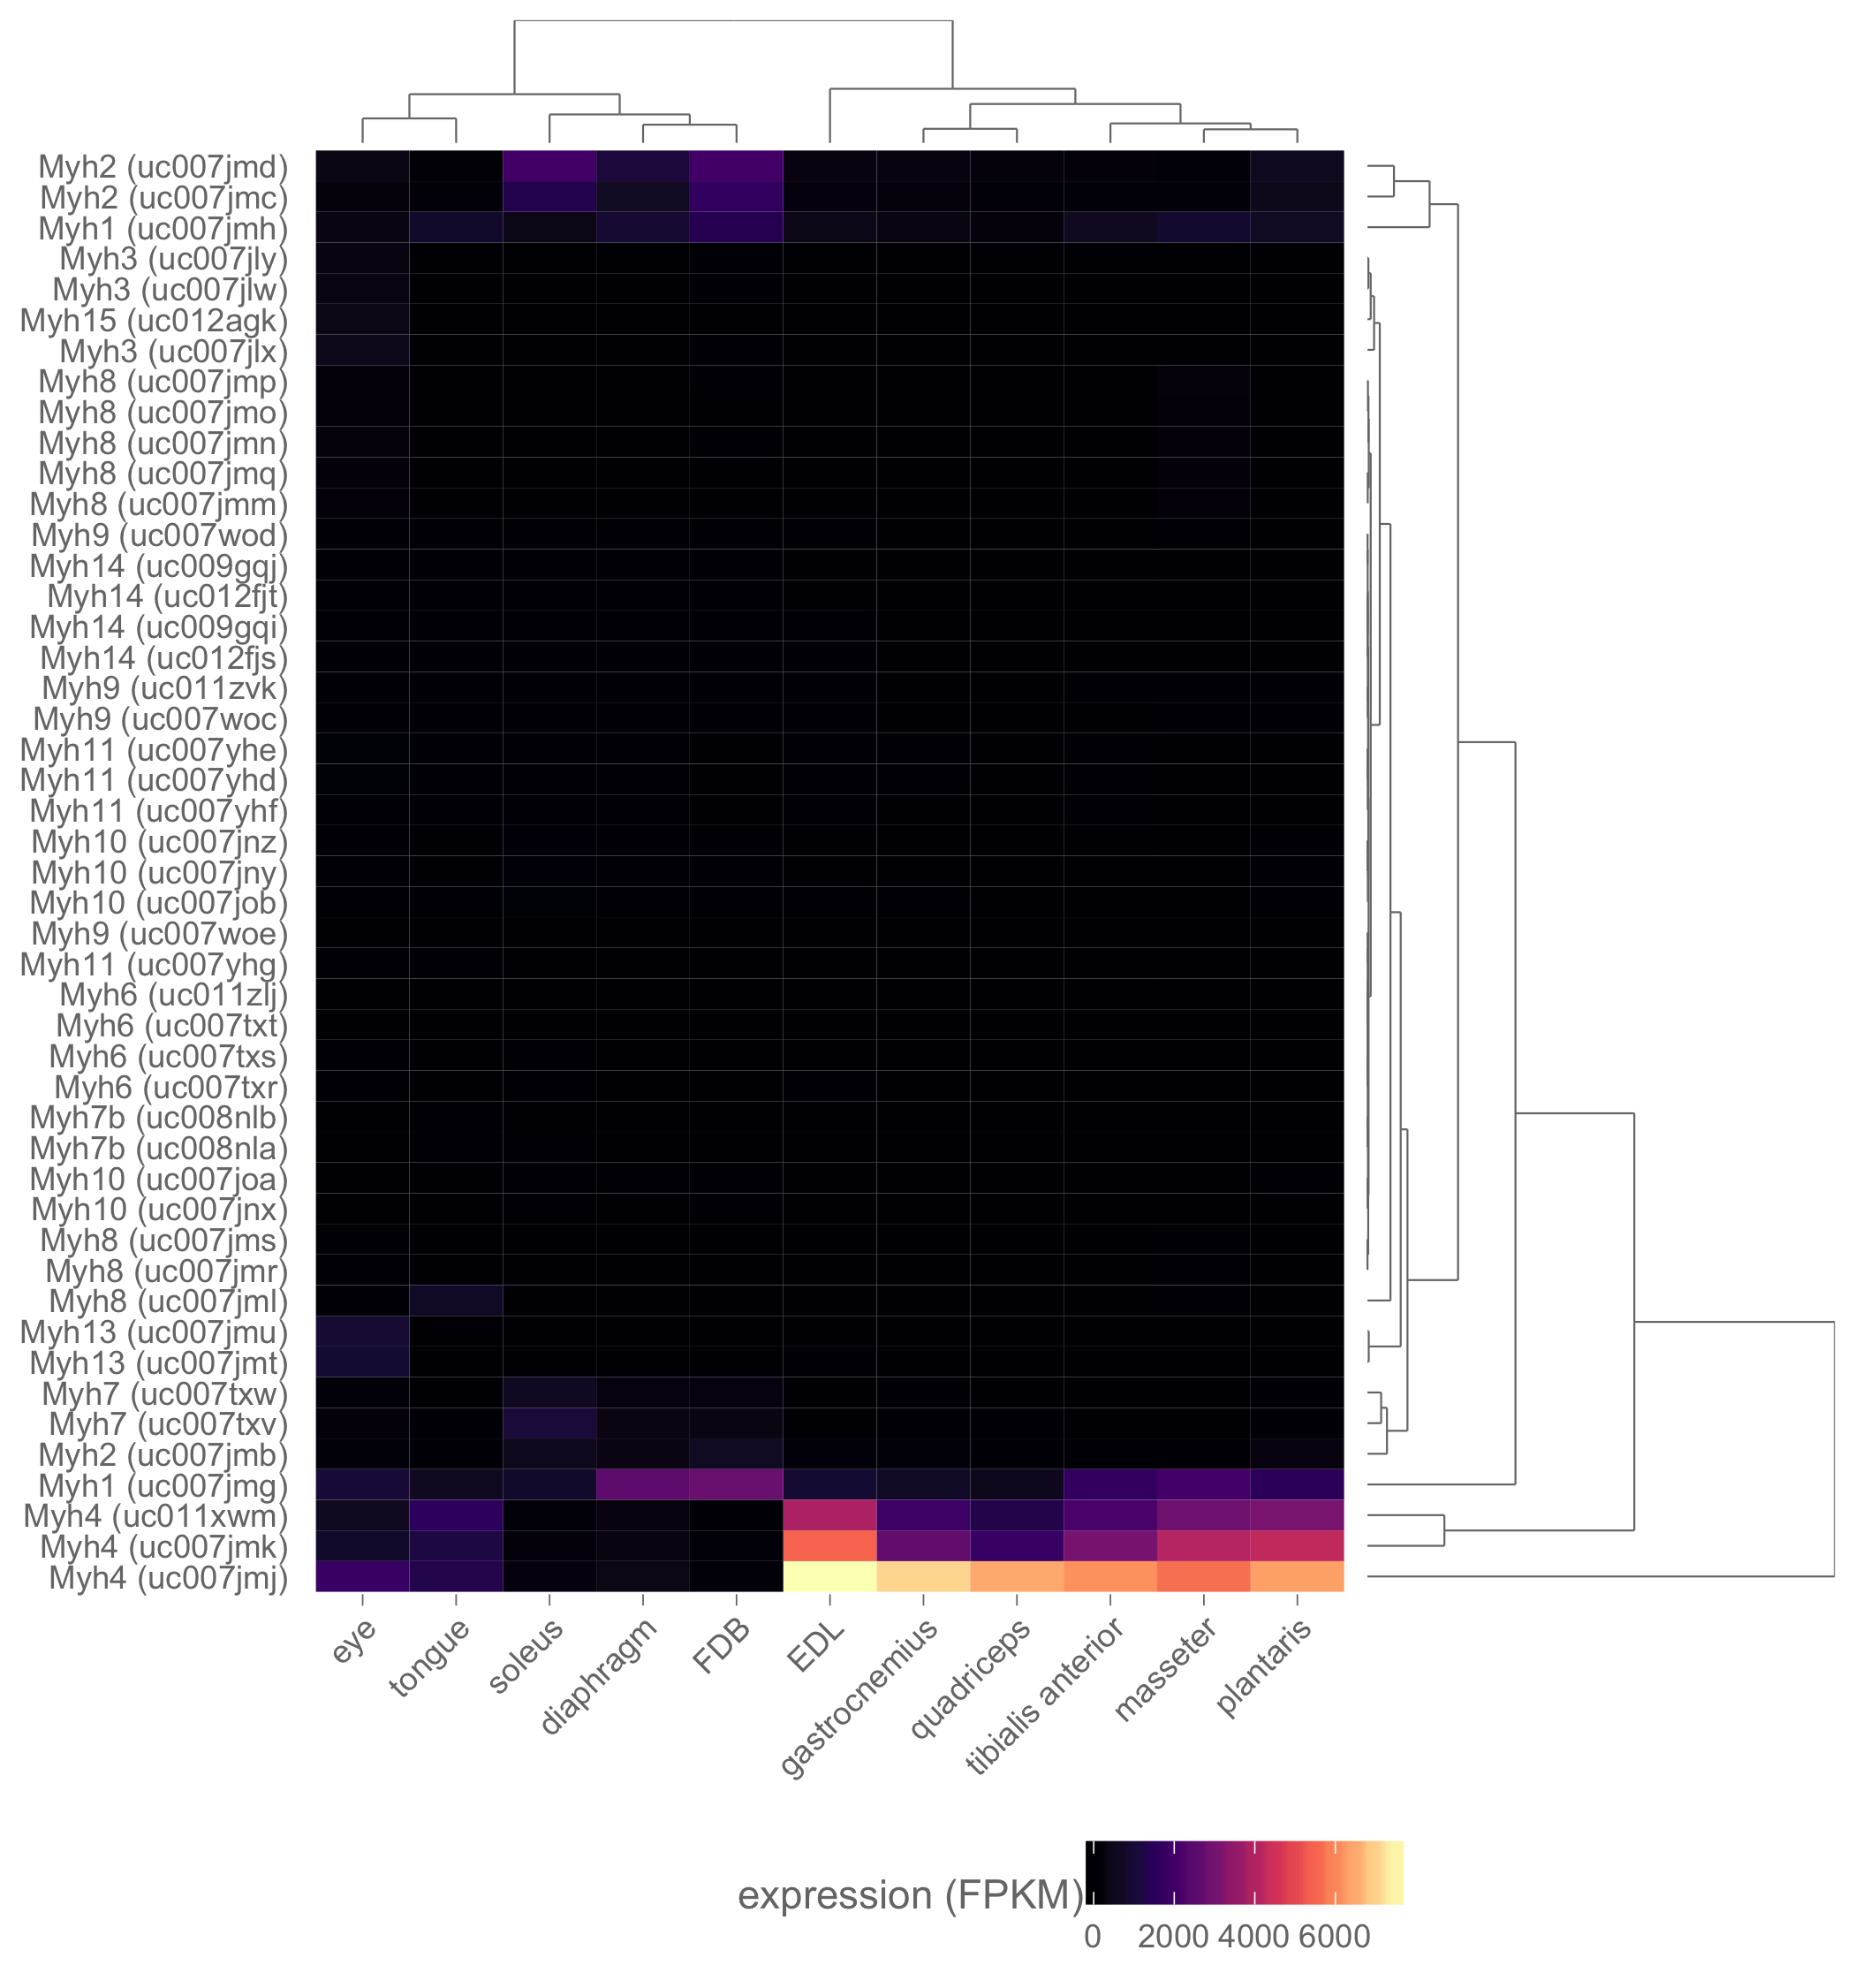 Myh2 (uc007jmd)
Myh2 (uc007jmc)
Myh1 (uc007jmh)
Myh3 (uc007jly)
Myh3 (uc007jlw)
Myh15 (uc012agk)
Myh3 (uc007jlx)
Myh8 (uc007jmp)
Myh8 (uc007jmo)
Myh8 (uc007jmn)
Myh8 (uc007jmq)
Myh8 (uc007jmm)
Myh9 (uc007wod)
Myh14 (uc009gqj)
Myh14 (uc012fjt)
Myh14 (uc009gqi)
Myh14 (uc012fjs)
Myh9 (uc011zvk)
Myh9 (uc007woc)
Myh11 (uc007yhe)
Myh11 (uc007yhd)
Myh11 (uc007yhf)
Myh10 (uc007jnz)
Myh10 (uc007jny)
Myh10 (uc007job)
Myh9 (uc007woe)
Myh11 (uc007yhg)
Myh6 (uc011zlj)
Myh6 (uc007txt)
Myh6 (uc007txs)
Myh6 (uc007txr)
Myh7b (uc008nlb)
Myh7b (uc008nla)
Myh10 (uc007joa)
Myh10 (uc007jnx)
Myh8 (uc007jms)
Myh8 (uc007jmr)
Myh8 (uc007jml)
Myh13 (uc007jmu)
Myh13 (uc007jmt)
Myh7 (uc007txw)
Myh7 (uc007txv)
Myh2 (uc007jmb)
Myh1 (uc007jmg)
Myh4 (uc011xwm)
Myh4 (uc007jmk)
Myh4 (uc007jmj)
eye
tongue
soleus
diaphragm
FDB
EDL
gastrocnemius
quadriceps
tibialis anterior
masseter
plantaris
expression (FPKM)
0 2000 4000 6000